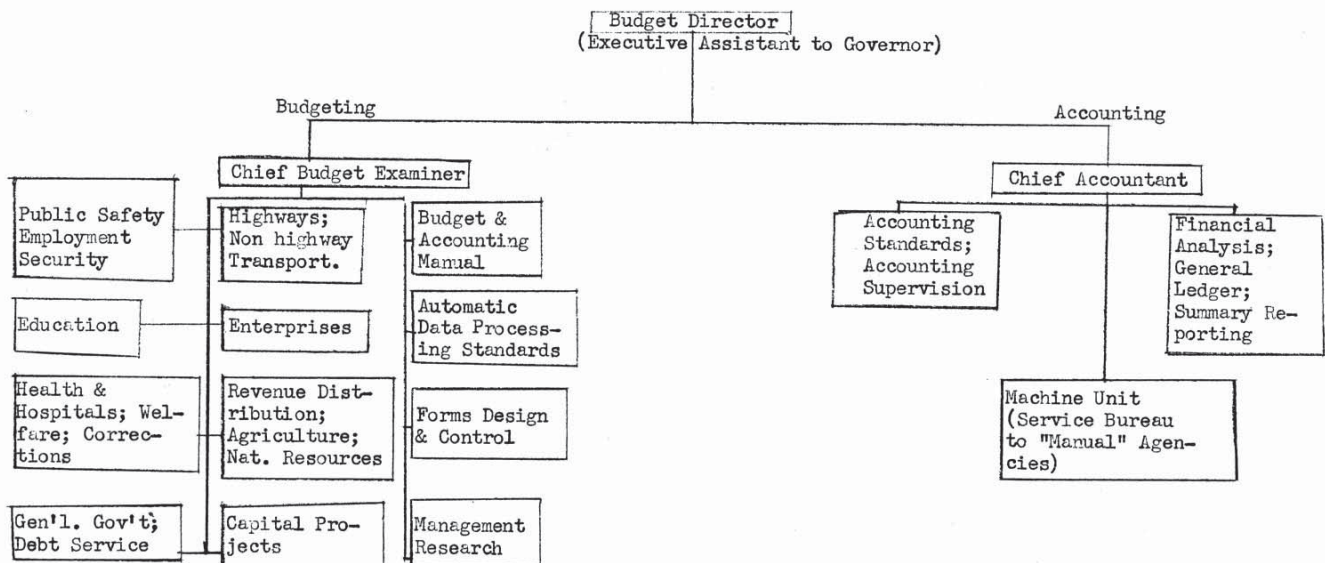 Budget Director
(Executive Assistant to Governor)
Budgeting
Accounting
Chief Budget Examiner
Chief Accountant
Public Safety
Employment
Security
Highways;
Non highway
Transport.
Budget &
Accounting
Manual
Education
Enterprises
Automatic
Data Process-
ing Standards
Health &
Hospitals; Wel-
fare; Correc-
tions
Revenue Dist-
ribution;
Agriculture;
Nat. Resources
Forms Design
& Control
Gen'l. Gov't;
Debt Service
Capital Pro-
jects
Management
Research
Accounting
Standards;
Accounting
Supervision
Financial
Analysis;
General
Ledger;
Summary Re-
porting
Machine Unit
(Service Bureau
to "Manual" Agen-
cies)